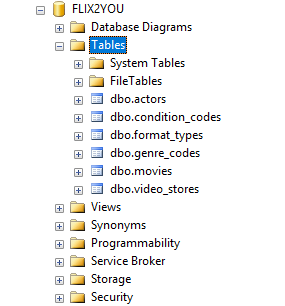 FLIX2YOU
Database Diagrams
Tables
System Tables
FileTables
dbo.actors
dbo.condition_codes
dbo.format_types
dbo.genre_codes
dbo.movies
dbo.video_stores
Views
Synonyms
Programmability
Service Broker
Storage
Security